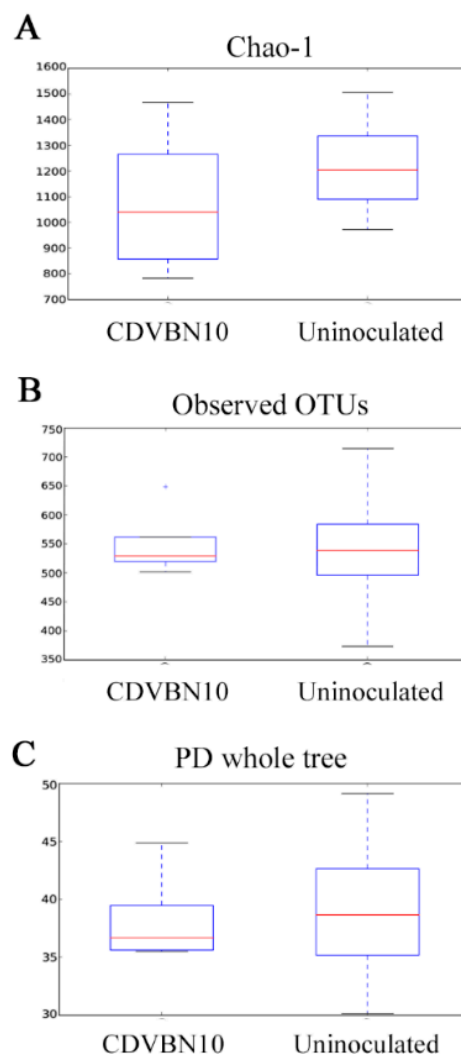 A
Chao-1
1600
1500
1400
1300
1200
1100
1000
900
800
700
CDVBN10 Uninoculated
B
Observed OTUs
750
700
650
600
550
500
450
400
350
CDVBN10 Uninoculated
C
PD whole tree
50
45
40
35
30
CDVBN10 Uninoculated